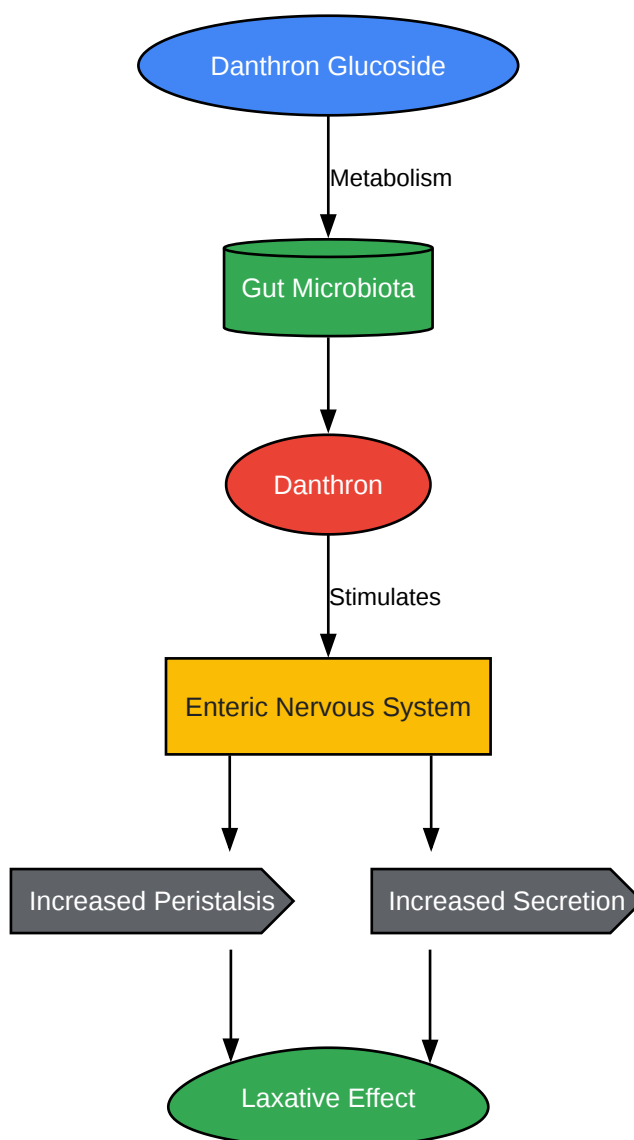 Danthron Glucoside
Metabolism
Gut Microbiota
Danthron
Stimulates
Enteric Nervous System
Increased Peristalsis
Increased Secretion
Laxative Effect